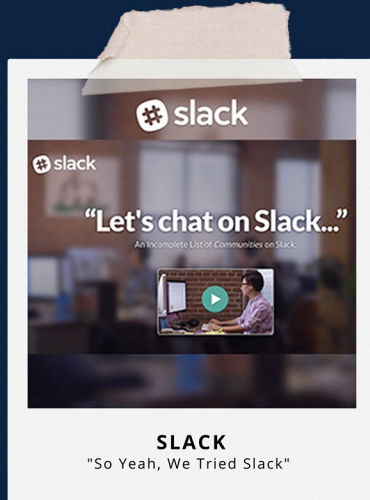 slack
slack
“Let's chat on Slack...”
An Incomplete List of Communities on Slack.
SLACK
"So Yeah, We Tried Slack"